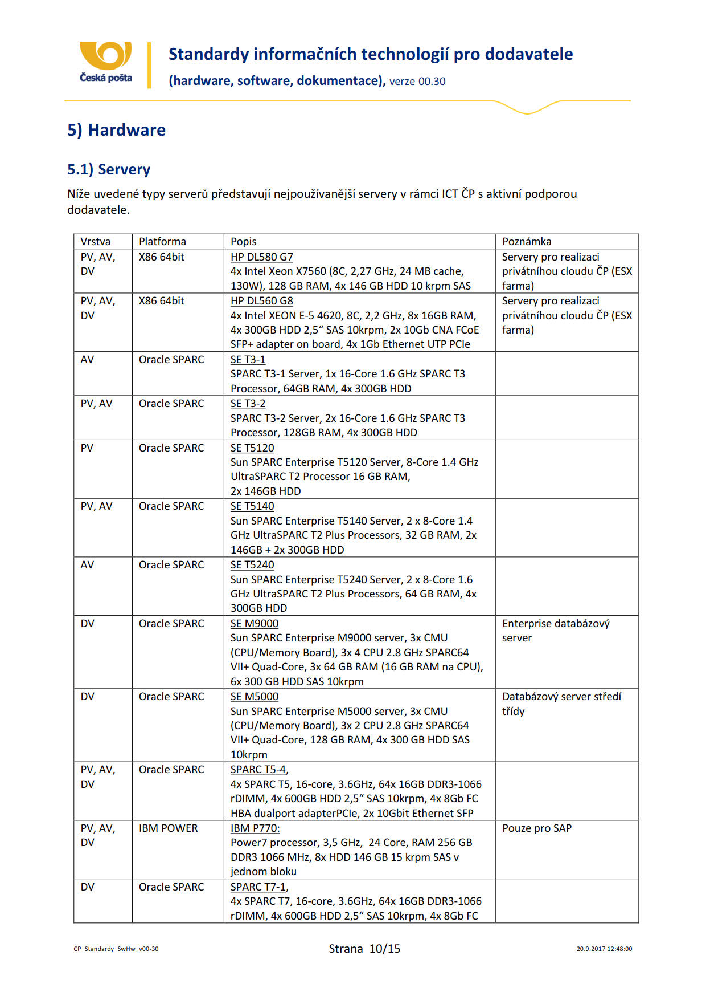 Česká pošta
Standardy informačních technologií pro dodavatele
(hardware, software, dokumentace), verze 00.30
5) Hardware
5.1) Servery
Níže uvedené typy serverů představují nejpoužívanější servery v rámci ICT ČP s aktivní podporou
dodavatele.
Vrstva Platforma Popis Poznámka
PV, AV, X86 64bit HP DL580 G7 Servery pro realizaci
DV 4x Intel Xeon X7560 (8C, 2,27 GHz, 24 MB cache, privátníhou cloudu ČP (ESX
130W), 128 GB RAM, 4x 146 GB HDD 10 krpm SAS farma)
PV, AV, X86 64bit HP DL560 G8 Servery pro realizaci
DV 4x Intel XEON E-5 4620, 8C, 2,2 GHz, 8x 16GB RAM, privátníhou cloudu ČP (ESX
4x 300GB HDD 2,5“ SAS 10krpm, 2x 10Gb CNA FCoE farma)
SFP+ adapter on board, 4x 1Gb Ethernet UTP PCIe
AV Oracle SPARC SE T3-1
SPARC T3-1 Server, 1x 16-Core 1.6 GHz SPARC T3
Processor, 64GB RAM, 4x 300GB HDD
PV, AV Oracle SPARC SE T3-2
SPARC T3-2 Server, 2x 16-Core 1.6 GHz SPARC T3
Processor, 128GB RAM, 4x 300GB HDD
PV Oracle SPARC SE T5120
Sun SPARC Enterprise T5120 Server, 8-Core 1.4 GHz
UltraSPARC T2 Processor 16 GB RAM,
2x 146GB HDD
PV, AV Oracle SPARC SE T5140
Sun SPARC Enterprise T5140 Server, 2 x 8-Core 1.4
GHz UltraSPARC T2 Plus Processors, 32 GB RAM, 2x
146GB + 2x 300GB HDD
AV Oracle SPARC SE T5240
Sun SPARC Enterprise T5240 Server, 2 x 8-Core 1.6
GHz UltraSPARC T2 Plus Processors, 64 GB RAM, 4x
300GB HDD
DV Oracle SPARC SE M9000 Enterprise databázový
Sun SPARC Enterprise M9000 server, 3x CMU server
(CPU/Memory Board), 3x 4 CPU 2.8 GHz SPARC64
VII+ Quad-Core, 3x 64 GB RAM (16 GB RAM na CPU),
6x 300 GB HDD SAS 10krpm
DV Oracle SPARC SE M5000 Databázový server středí
Sun SPARC Enterprise M5000 server, 3x CMU třídy
(CPU/Memory Board), 3x 2 CPU 2.8 GHz SPARC64
VII+ Quad-Core, 128 GB RAM, 4x 300 GB HDD SAS
10krpm
PV, AV, Oracle SPARC SPARC T5-4,
DV 4x SPARC T5, 16-core, 3.6GHz, 64x 16GB DDR3-1066
rDIMM, 4x 600GB HDD 2,5“ SAS 10krpm, 4x 8Gb FC
HBA dualport adapterPCIe, 2x 10Gbit Ethernet SFP
PV, AV, IBM POWER IBM P770: Pouze pro SAP
DV Power7 processor, 3,5 GHz, 24 Core, RAM 256 GB
DDR3 1066 MHz, 8x HDD 146 GB 15 krpm SAS v
jednom bloku
DV Oracle SPARC SPARC T7-1,
4x SPARC T7, 16-core, 3.6GHz, 64x 16GB DDR3-1066
rDIMM, 4x 600GB HDD 2,5“ SAS 10krpm, 4x 8Gb FC
CP_Standardy_SwHw_v00-30 Strana 10/15 20.9.2017 12:48:00